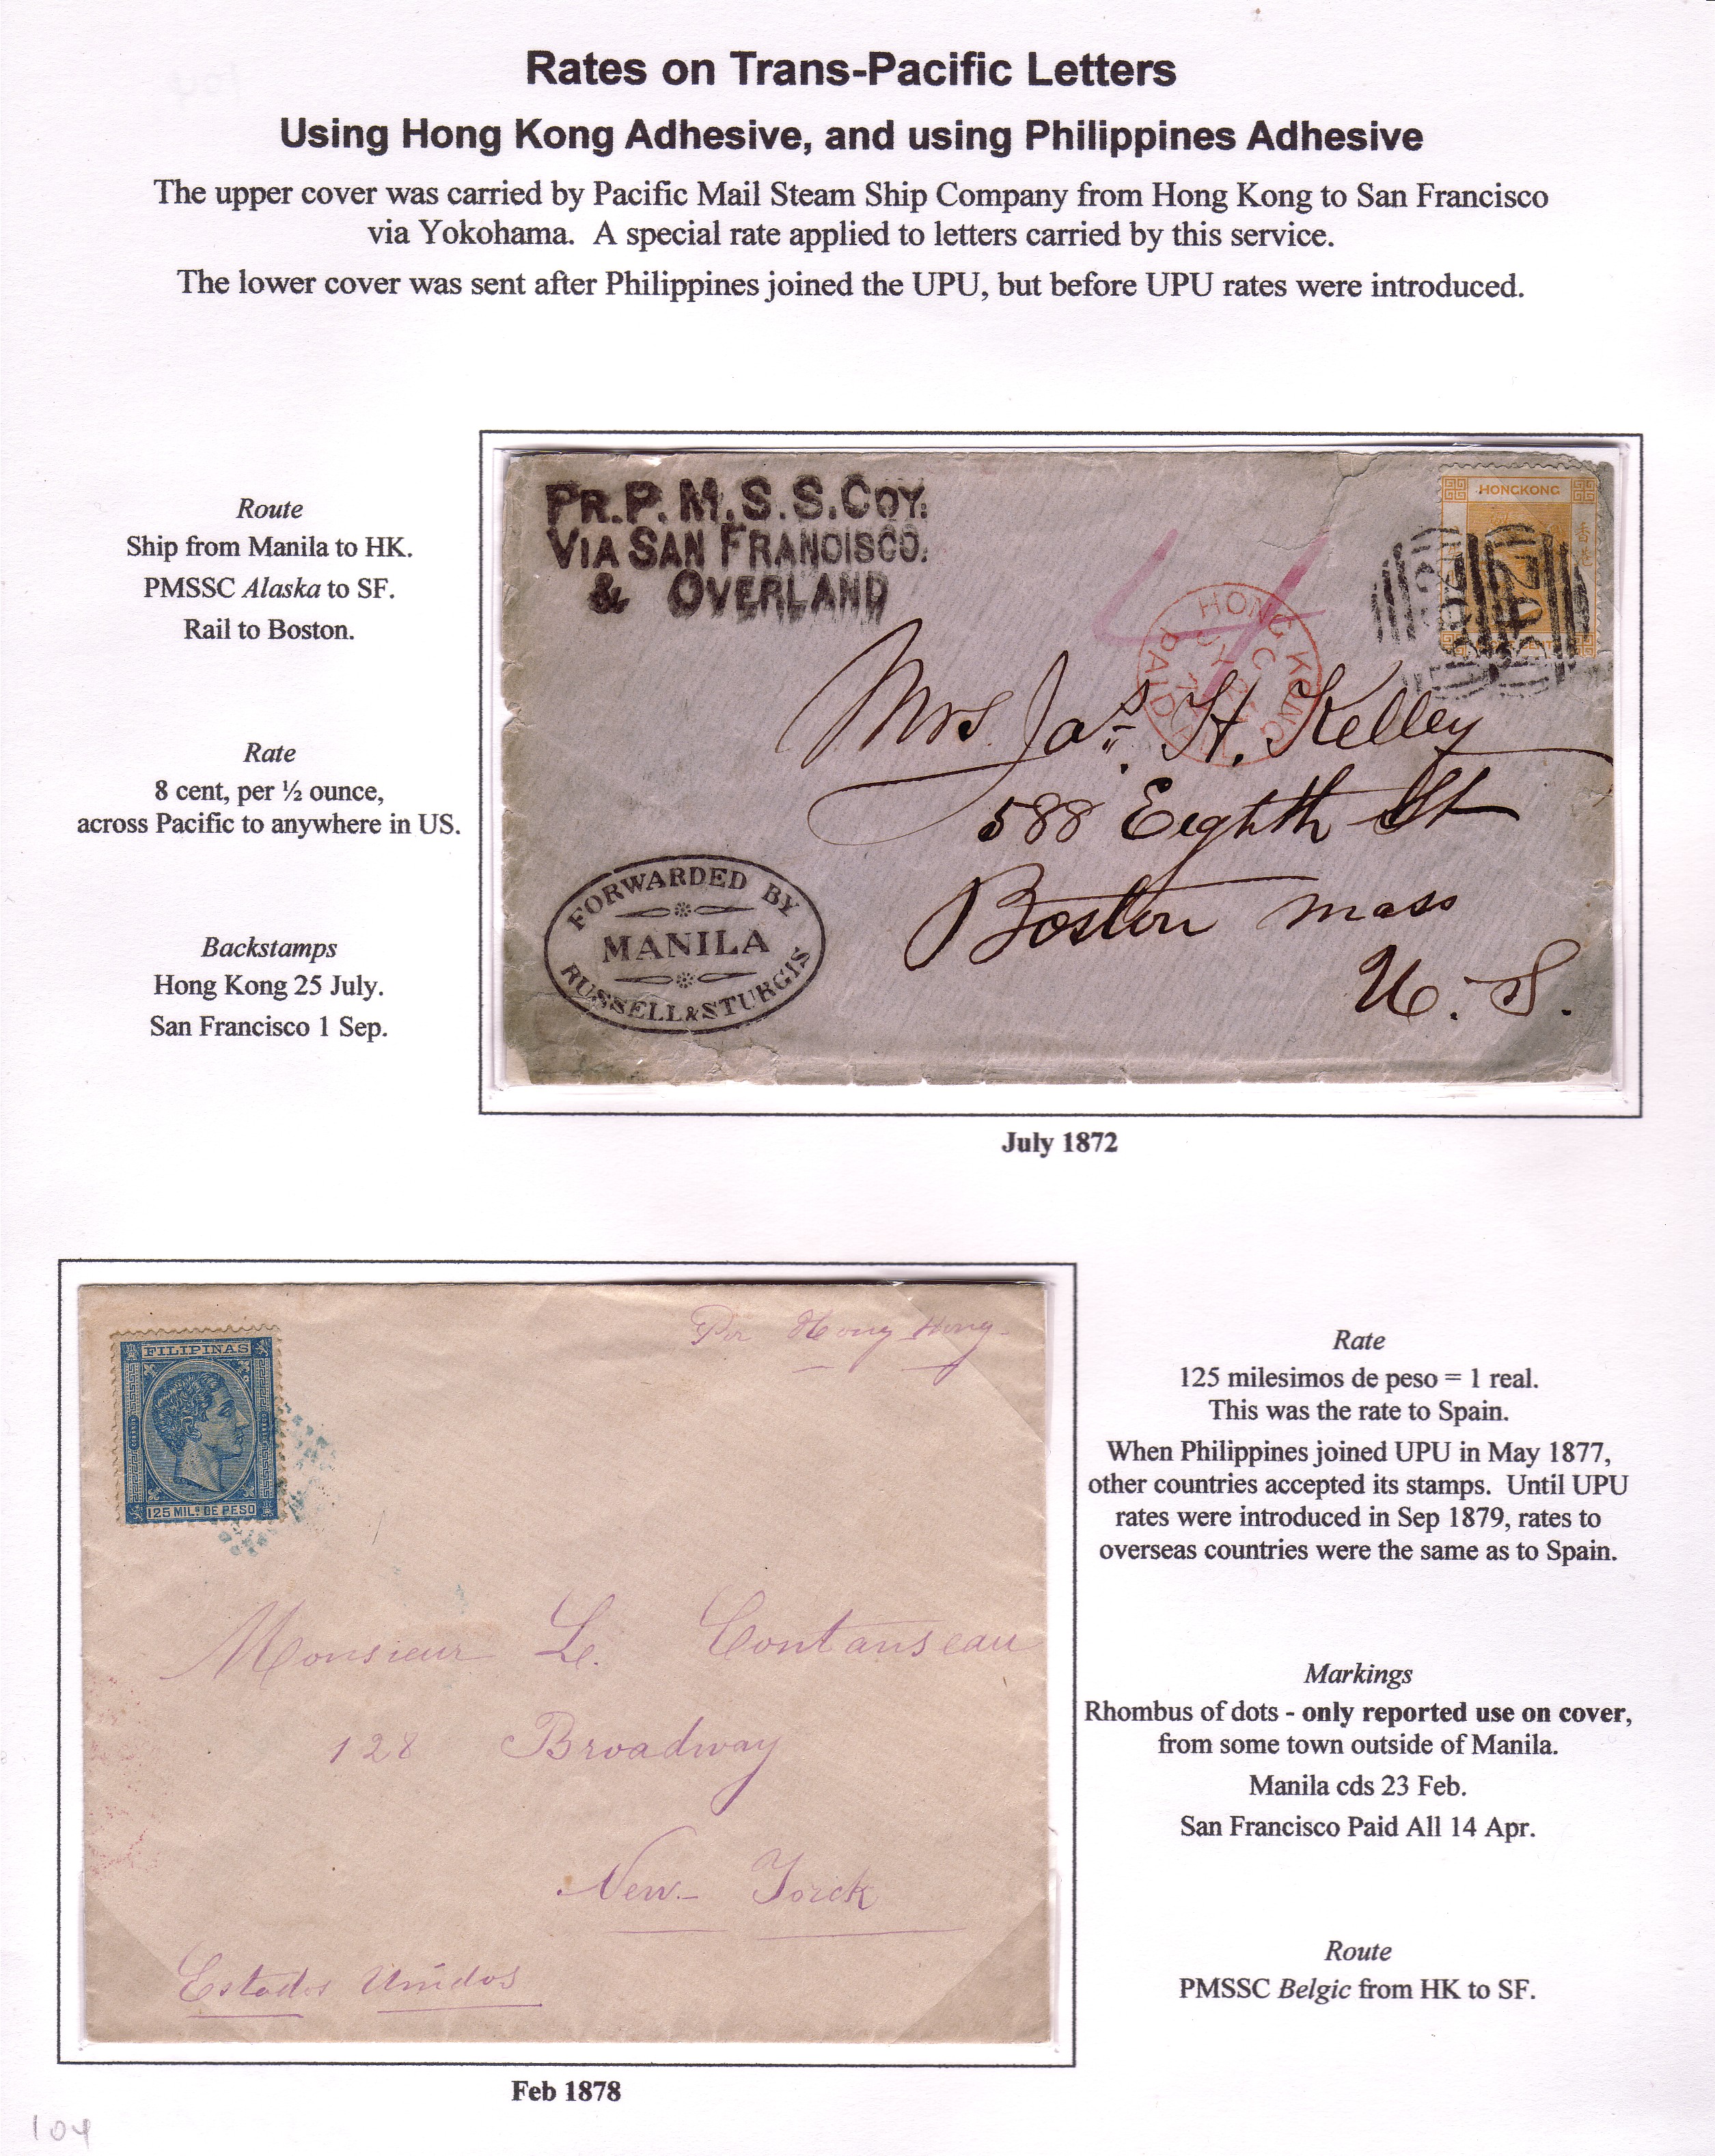 Rates on Trans-Pacific Letters
Using Hong Kong Adhesive, and using Philippines Adhesive
The upper cover was carried by Pacific Mail Steam Ship Company from Hong Kong to San Francisco
via Yokohama. A special rate applied to letters carried by this service.
The lower cover was sent after Philippines joined the UPU, but before UPU rates were introduced.
Route
Ship from Manila to HK.
PMSSC Alaska to SF.
Rail to Boston.
Rate
8 cent, per ½ ounce,
across Pacific to anywhere in US.
Backstamps
Hong Kong 25 July.
San Francisco 1 Sep.
PR. P. M. S. S. COY.
VIA SAN FRANCISCO.
& OVERLAND
HONGKONG
4
HONG KONG
C
JY
PAID
B62
Mrs. Jas. H. Kelley
588 Eighth St
Boston Mass
U. S.
FORWARDED BY
MANILA
RUSSELL & STURGIS
July 1872
FILIPINAS
125 MILS. DE PESO
Per Hong Kong
Monsieur L. Contanseau
128 Broadway
New-Yorck
Estados Unidos
Feb 1878
Rate
125 milesimos de peso = 1 real.
This was the rate to Spain.
When Philippines joined UPU in May 1877,
other countries accepted its stamps. Until UPU
rates were introduced in Sep 1879, rates to
overseas countries were the same as to Spain.
Markings
Rhombus of dots - only reported use on cover,
from some town outside of Manila.
Manila cds 23 Feb.
San Francisco Paid All 14 Apr.
Route
PMSSC Belgic from HK to SF.
104